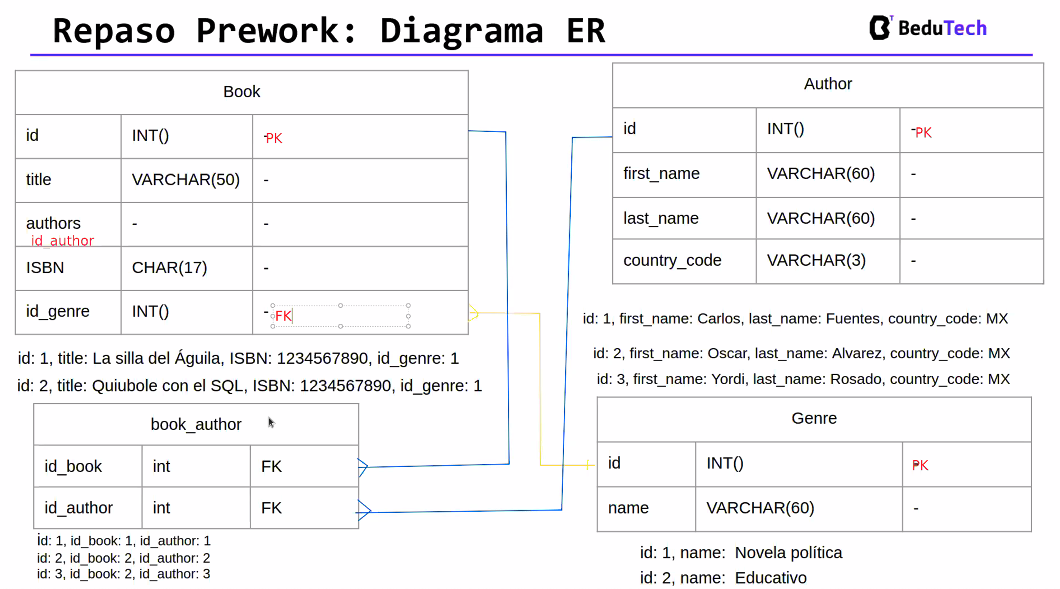 Repaso Prework: Diagrama ER
BeduTech
Book
id INT() -PK
title VARCHAR(50) -
authors - -
id_author
ISBN CHAR(17) -
id_genre INT() - FK
id: 1, title: La silla del Águila, ISBN: 1234567890, id_genre: 1
id: 2, title: Quiubole con el SQL, ISBN: 1234567890, id_genre: 1
book_author
id_book int FK
id_author int FK
id: 1, id_book: 1, id_author: 1
id: 2, id_book: 2, id_author: 2
id: 3, id_book: 2, id_author: 3
Author
id INT() -PK
first_name VARCHAR(60) -
last_name VARCHAR(60) -
country_code VARCHAR(3) -
id: 1, first_name: Carlos, last_name: Fuentes, country_code: MX
id: 2, first_name: Oscar, last_name: Alvarez, country_code: MX
id: 3, first_name: Yordi, last_name: Rosado, country_code: MX
Genre
id INT() -PK
name VARCHAR(60) -
id: 1, name: Novela política
id: 2, name: Educativo